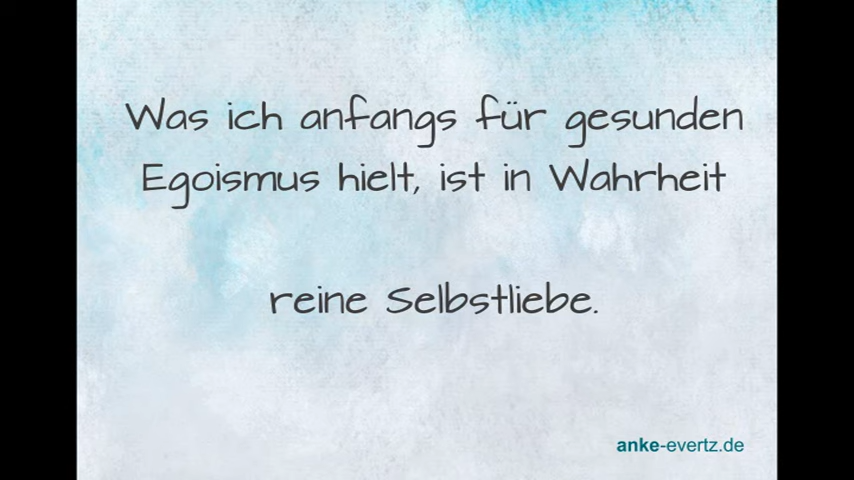 Was ich anfangs für gesunden
Egoismus hielt, ist in Wahrheit
reine Selbstliebe.
anke-evertz.de